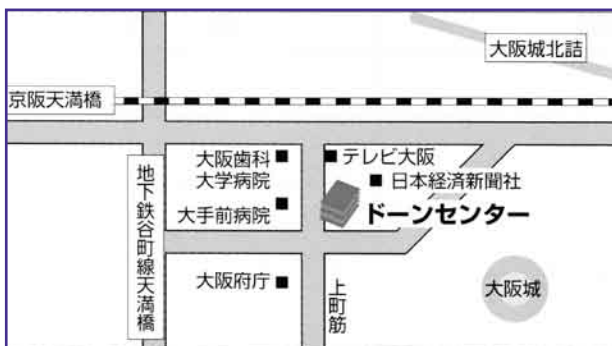 大阪城北詰
京阪天満橋
大阪歯科
大学病院
テレビ大阪
日本経済新聞社
大手前病院
ドーンセンター
地下鉄谷町線天満橋
大阪府庁
上町筋
大阪城